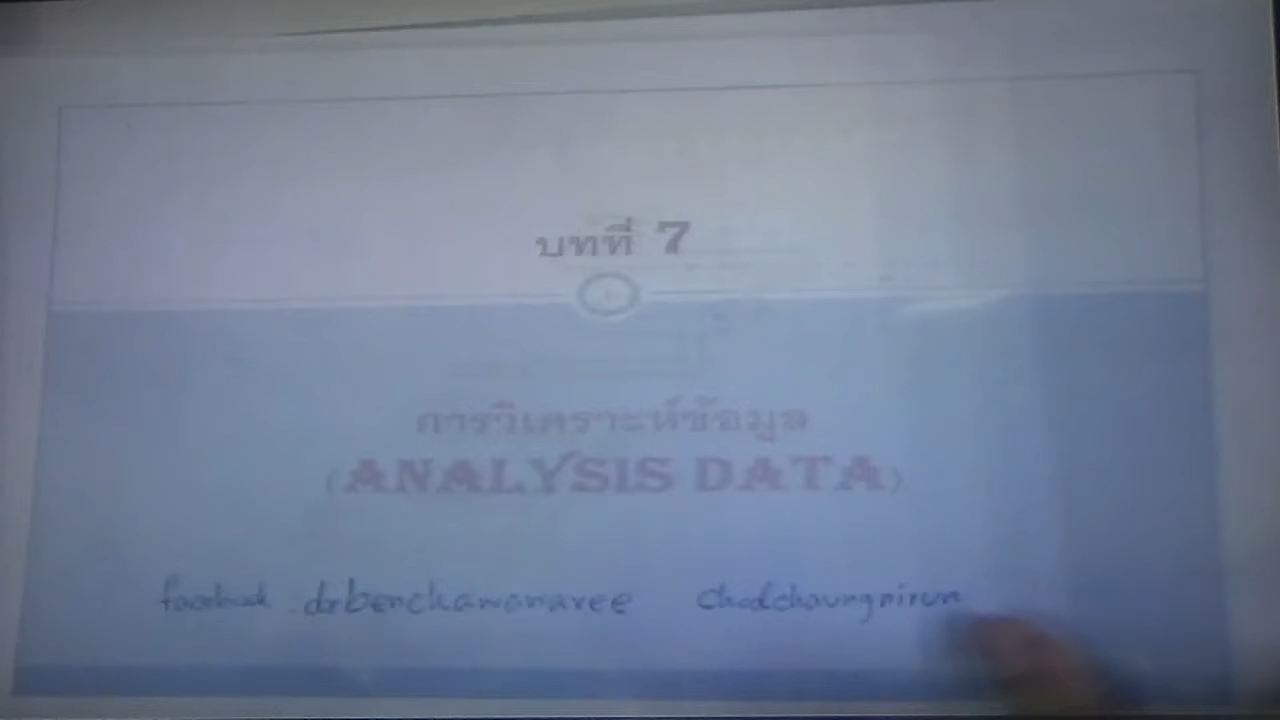 บทที่ 7
การวิเคราะห์ข้อมูล
(ANALYSIS DATA)
facebook drbenchawanaree Chodchaungnirun